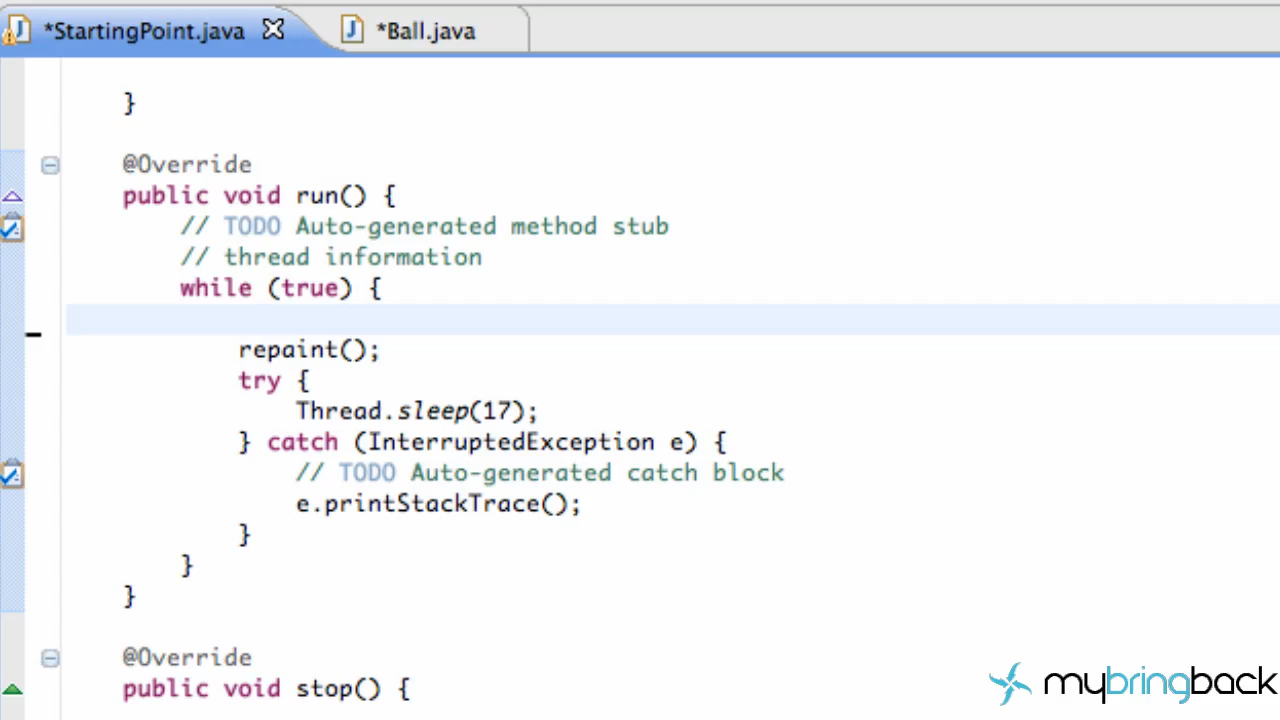 *StartingPoint.java
*Ball.java
}
@Override
public void run() {
// TODO Auto-generated method stub
// thread information
while (true) {
repaint();
try {
Thread.sleep(17);
} catch (InterruptedException e) {
// TODO Auto-generated catch block
e.printStackTrace();
}
}
}
@Override
public void stop() {
mybringback